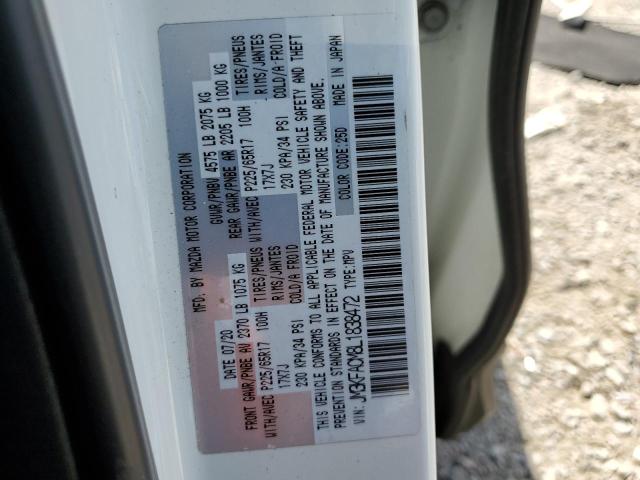 MFD. BY MAZDA MOTOR CORPORATION
DATE 07/20 GVWR/PNBV 4575 LB 2075 KG
FRONT GAWR/PNBE AV 2370 LB 1075 KG REAR GAWR/PNBE AR 2205 LB 1000 KG
WITH/AVEC P225/65R17 100H TIRES/PNEUS WITH/AVEC P225/65R17 100H TIRES/PNEUS
17X7J RIMS/JANTES 17X7J RIMS/JANTES
230 KPA/34 PSI COLD/A FROID 230 KPA/34 PSI COLD/A FROID
THIS VEHICLE CONFORMS TO ALL APPLICABLE FEDERAL MOTOR VEHICLE SAFETY AND THEFT
PREVENTION STANDARDS IN EFFECT ON THE DATE OF MANUFACTURE SHOWN ABOVE.
COLOR CODE:25D MADE IN JAPAN
VIN: JM3KFACM8L1838472 TYPE:MPV